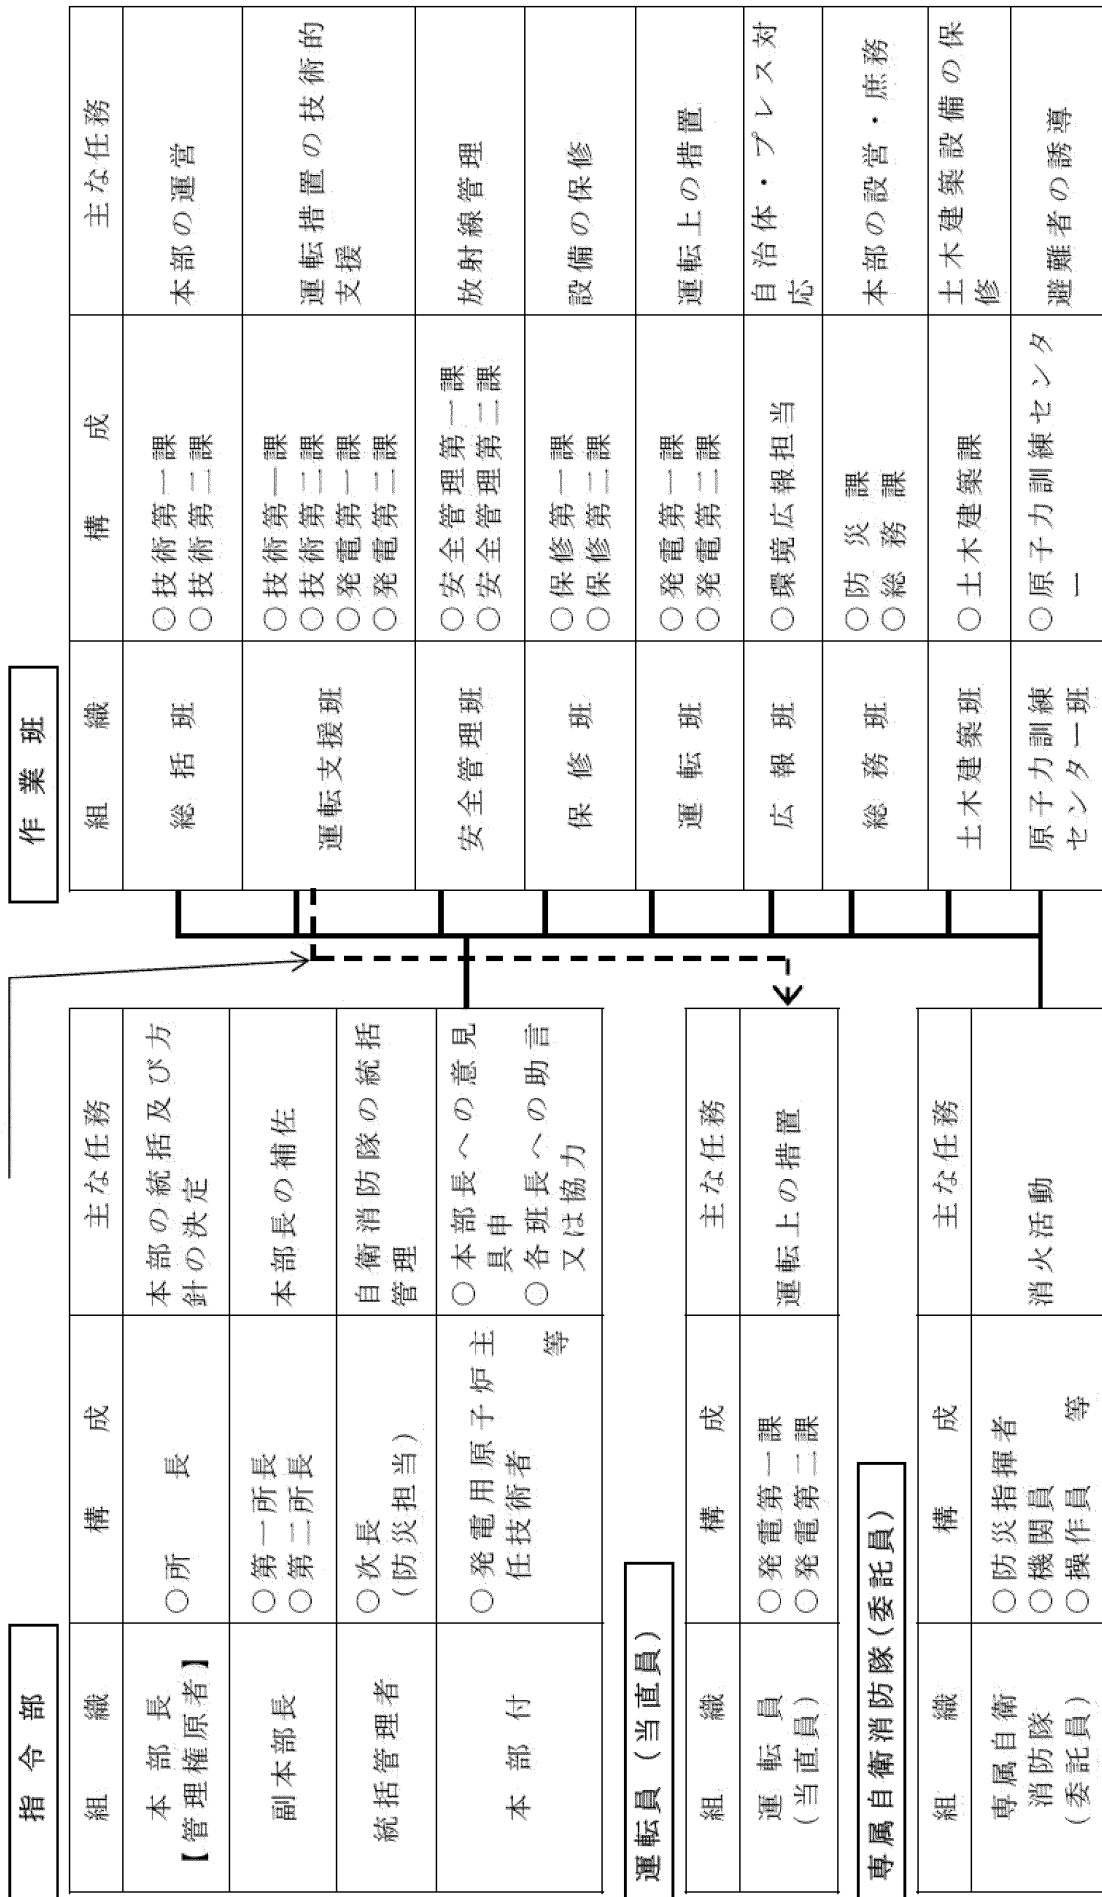 指令部
組織 構成 主な任務
本部長
【管理権原者】
○所長
本部の統括及び方
針の決定
副本部長
○第一所長
○第二所長
本部長の補佐
統括管理者
○次長
(防災担当)
自衛消防隊の統括
管理
本部付
○発電用原子炉主
任技術者
等
○本部長への意見
具申
○各班長への助言
又は協力
運転員(当直員)
組織 構成 主な任務
運転員
(当直員)
○発電第一課
○発電第二課
運転上の措置
専属自衛消防隊(委託員)
組織 構成 主な任務
専属自衛
消防隊
(委託員)
○防災指揮者
○機関員
○操作員 等
消火活動
作業班
組織 構成 主な任務
総括班
○技術第一課
○技術第二課
本部の運営
運転支援班
○技術第一課
○技術第二課
○発電第一課
○発電第二課
運転措置の技術的
支援
安全管理班
○安全管理第一課
○安全管理第二課
放射線管理
保修班
○保修第一課
○保修第二課
設備の保修
運転班
○発電第一課
○発電第二課
運転上の措置
広報班
○環境広報担当
自治体・プレス対
応
総務班
○防災課
○総務課
本部の設営・庶務
土木建築班
○土木建築課
土木建築設備の保
修
原子力訓練
センター班
○原子力訓練センタ
ー
避難者の誘導